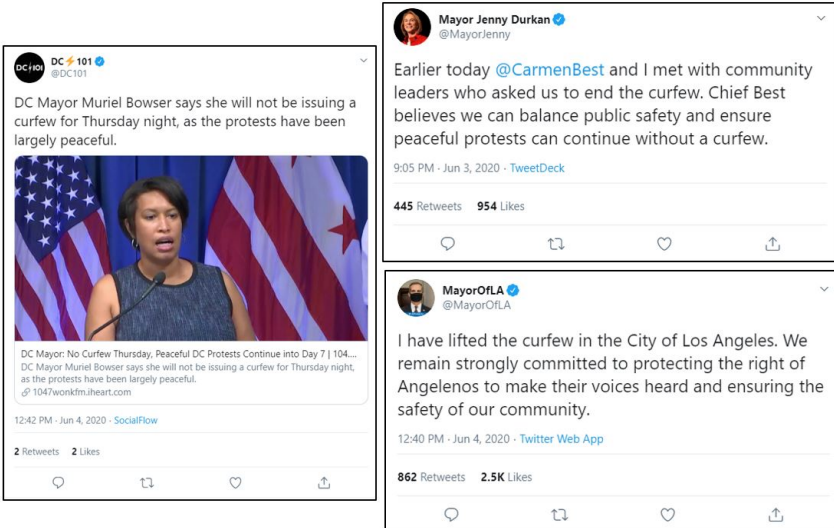 DC⚡101
@DC101
DC Mayor Muriel Bowser says she will not be issuing a
curfew for Thursday night, as the protests have been
largely peaceful.
DC Mayor: No Curfew Thursday, Peaceful DC Protests Continue into Day 7 | 104....
DC Mayor Muriel Bowser says she will not be issuing a curfew for Thursday night,
as the protests have been largely peaceful.
1047wonkfm.iheart.com
12:42 PM · Jun 4, 2020 · SocialFlow
2 Retweets 2 Likes
Mayor Jenny Durkan
@MayorJenny
Earlier today @CarmenBest and I met with community
leaders who asked us to end the curfew. Chief Best
believes we can balance public safety and ensure
peaceful protests can continue without a curfew.
9:05 PM · Jun 3, 2020 · TweetDeck
445 Retweets 954 Likes
MayorOfLA
@MayorOfLA
I have lifted the curfew in the City of Los Angeles. We
remain strongly committed to protecting the right of
Angelenos to make their voices heard and ensuring the
safety of our community.
12:40 PM · Jun 4, 2020 · Twitter Web App
862 Retweets 2.5K Likes